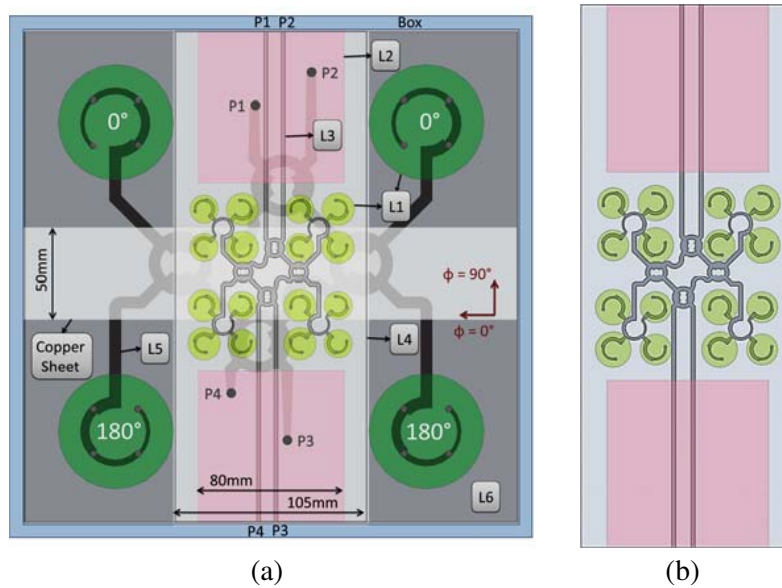 P1 P2 Box
L2
P2
P1
0° 0°
L3
L1
50mm
ϕ = 90°
ϕ = 0°
Copper
Sheet
L5
L4
P4
180° 180°
P3
80mm
105mm
L6
P4 P3
(a) (b)